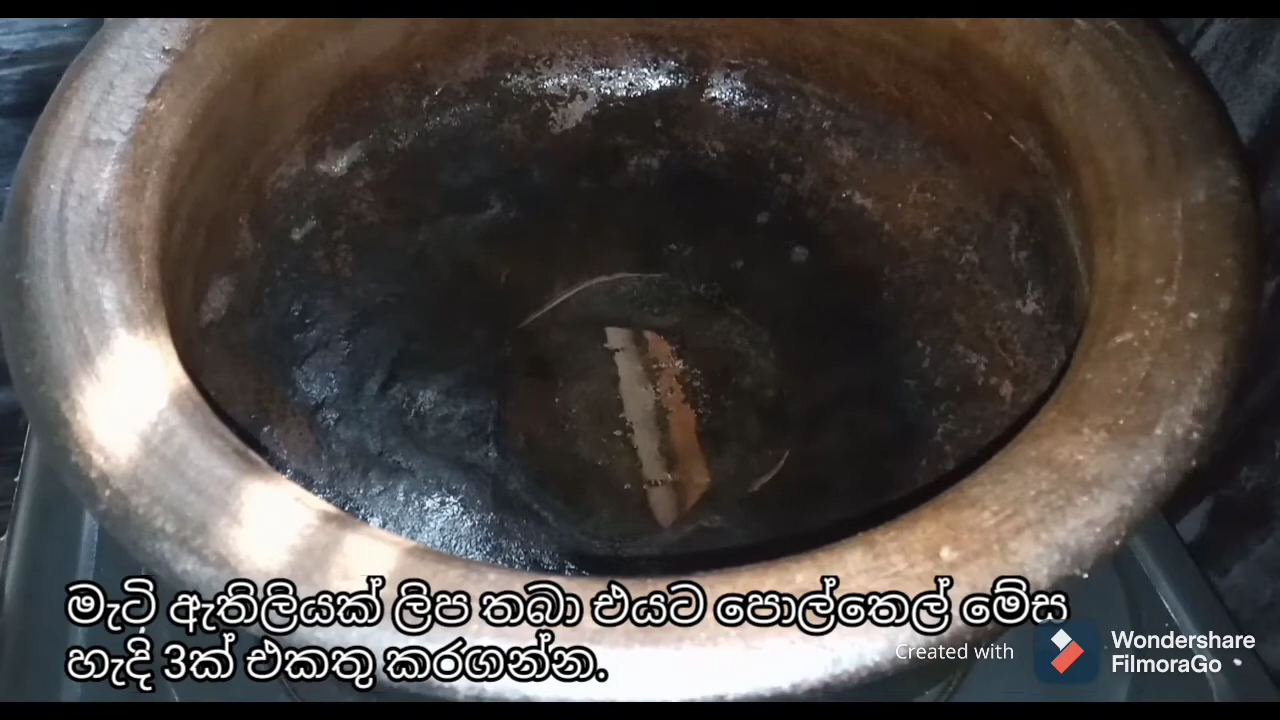 මැටි ඇතිලියක් ලිප තබා එයට පොල්තෙල් මේස
හැදි 3ක් එකතු කරගන්න.
Created with
Wondershare
FilmoraGo